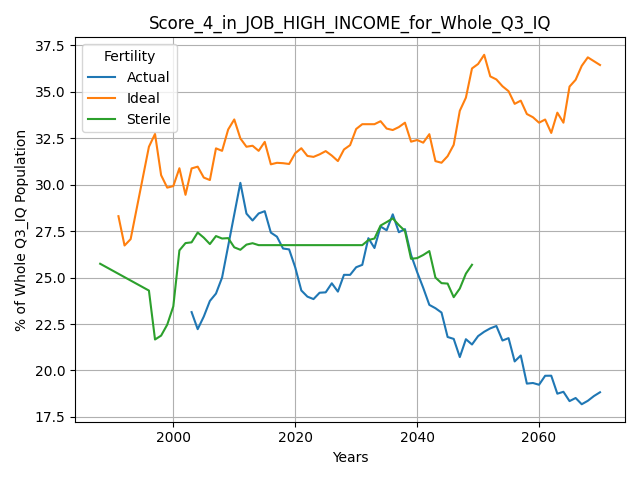 Score_4_in_JOB_HIGH_INCOME_for_Whole_Q3_IQ
37.5
35.0
32.5
30.0
27.5
25.0
22.5
20.0
17.5
% of Whole Q3_IQ Population
Fertility
Actual
Ideal
Sterile
2000 2020 2040 2060
Years